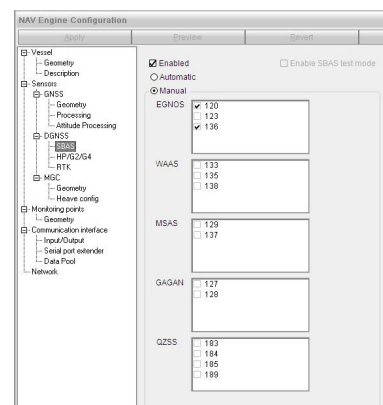 NAV Engine Configuration
Apply
Preview
Revert
Vessel
Geometry
Description
Sensors
GNSS
Geometry
Processing
Attitude Processing
DGNSS
SBAS
HP/G2/G4
RTK
MGC
Geometry
Heave config
Monitoring points
Geometry
Communication interface
Input/Output
Serial port extender
Data Pool
Network
Enabled
Enable SBAS test mode
Automatic
Manual
EGNOS
120
123
136
WAAS
133
135
138
MSAS
129
137
GAGAN
127
128
QZSS
183
184
185
189